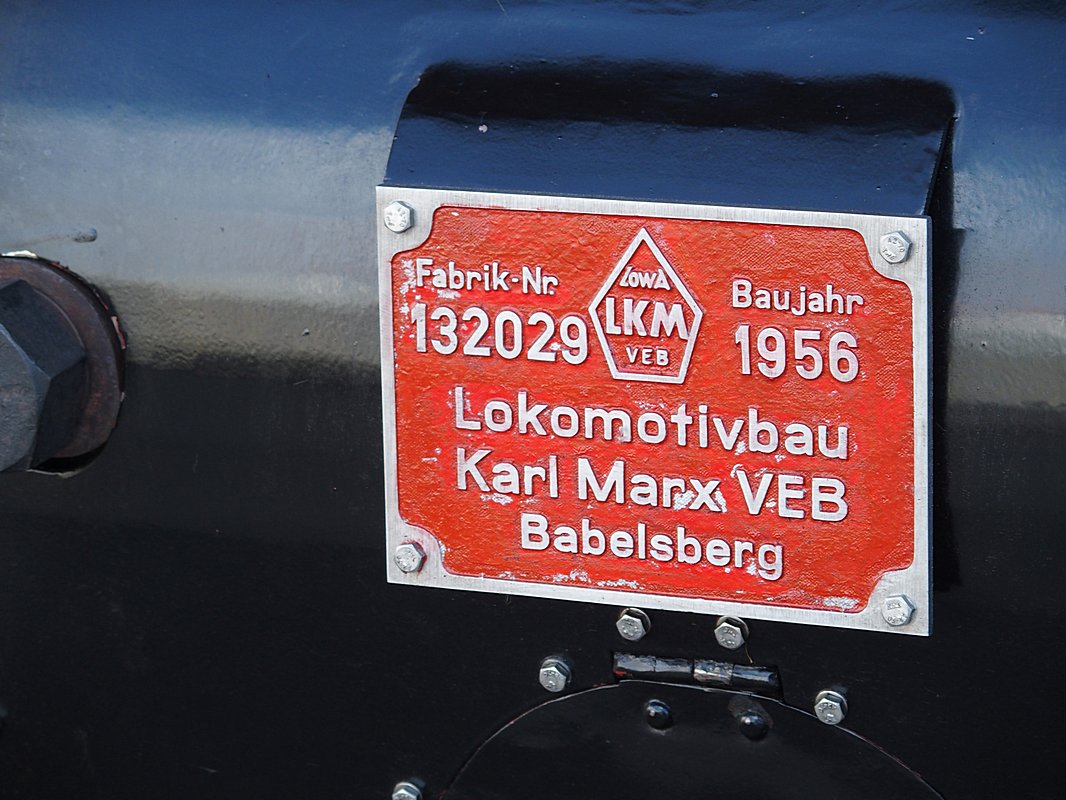 Fabrik-Nr.
132029
LOWA
LKM
VEB
Baujahr
1956
Lokomotivbau
Karl Marx VEB
Babelsberg